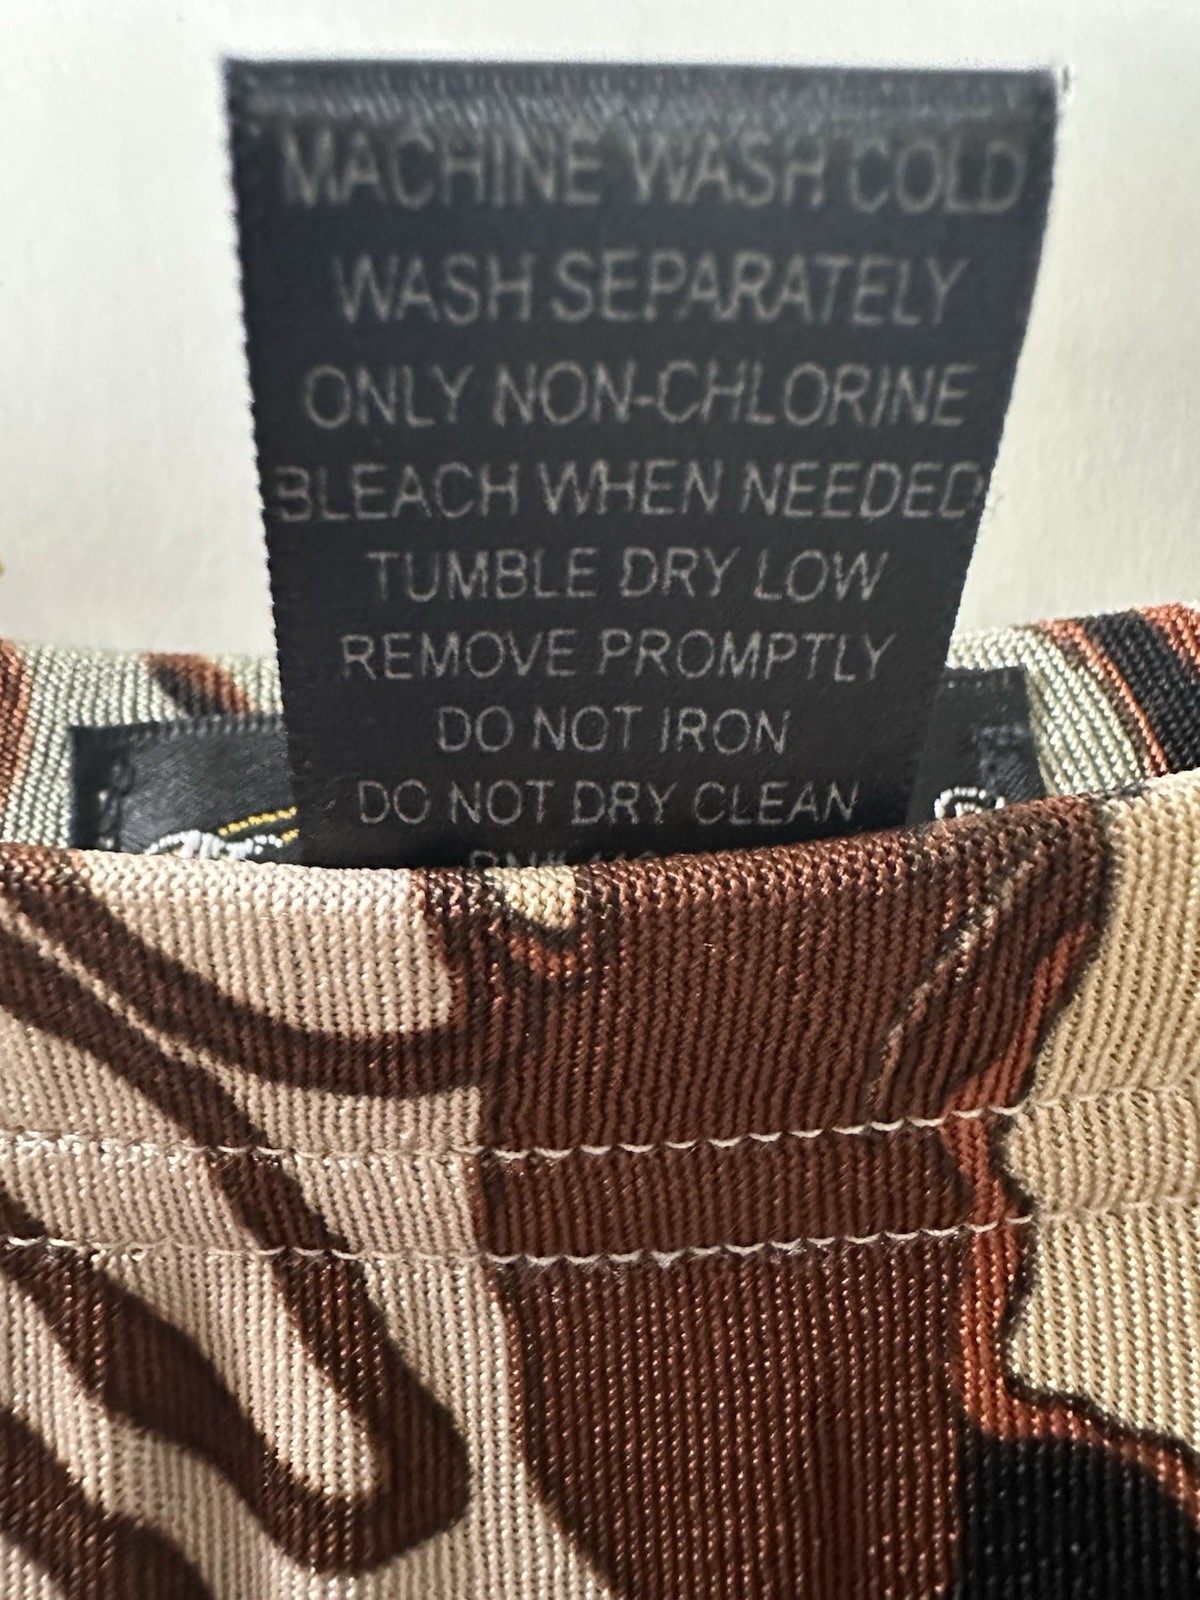 MACHINE WASH COLD
WASH SEPARATELY
ONLY NON-CHLORINE
BLEACH WHEN NEEDED
TUMBLE DRY LOW
REMOVE PROMPTLY
DO NOT IRON
DO NOT DRY CLEAN